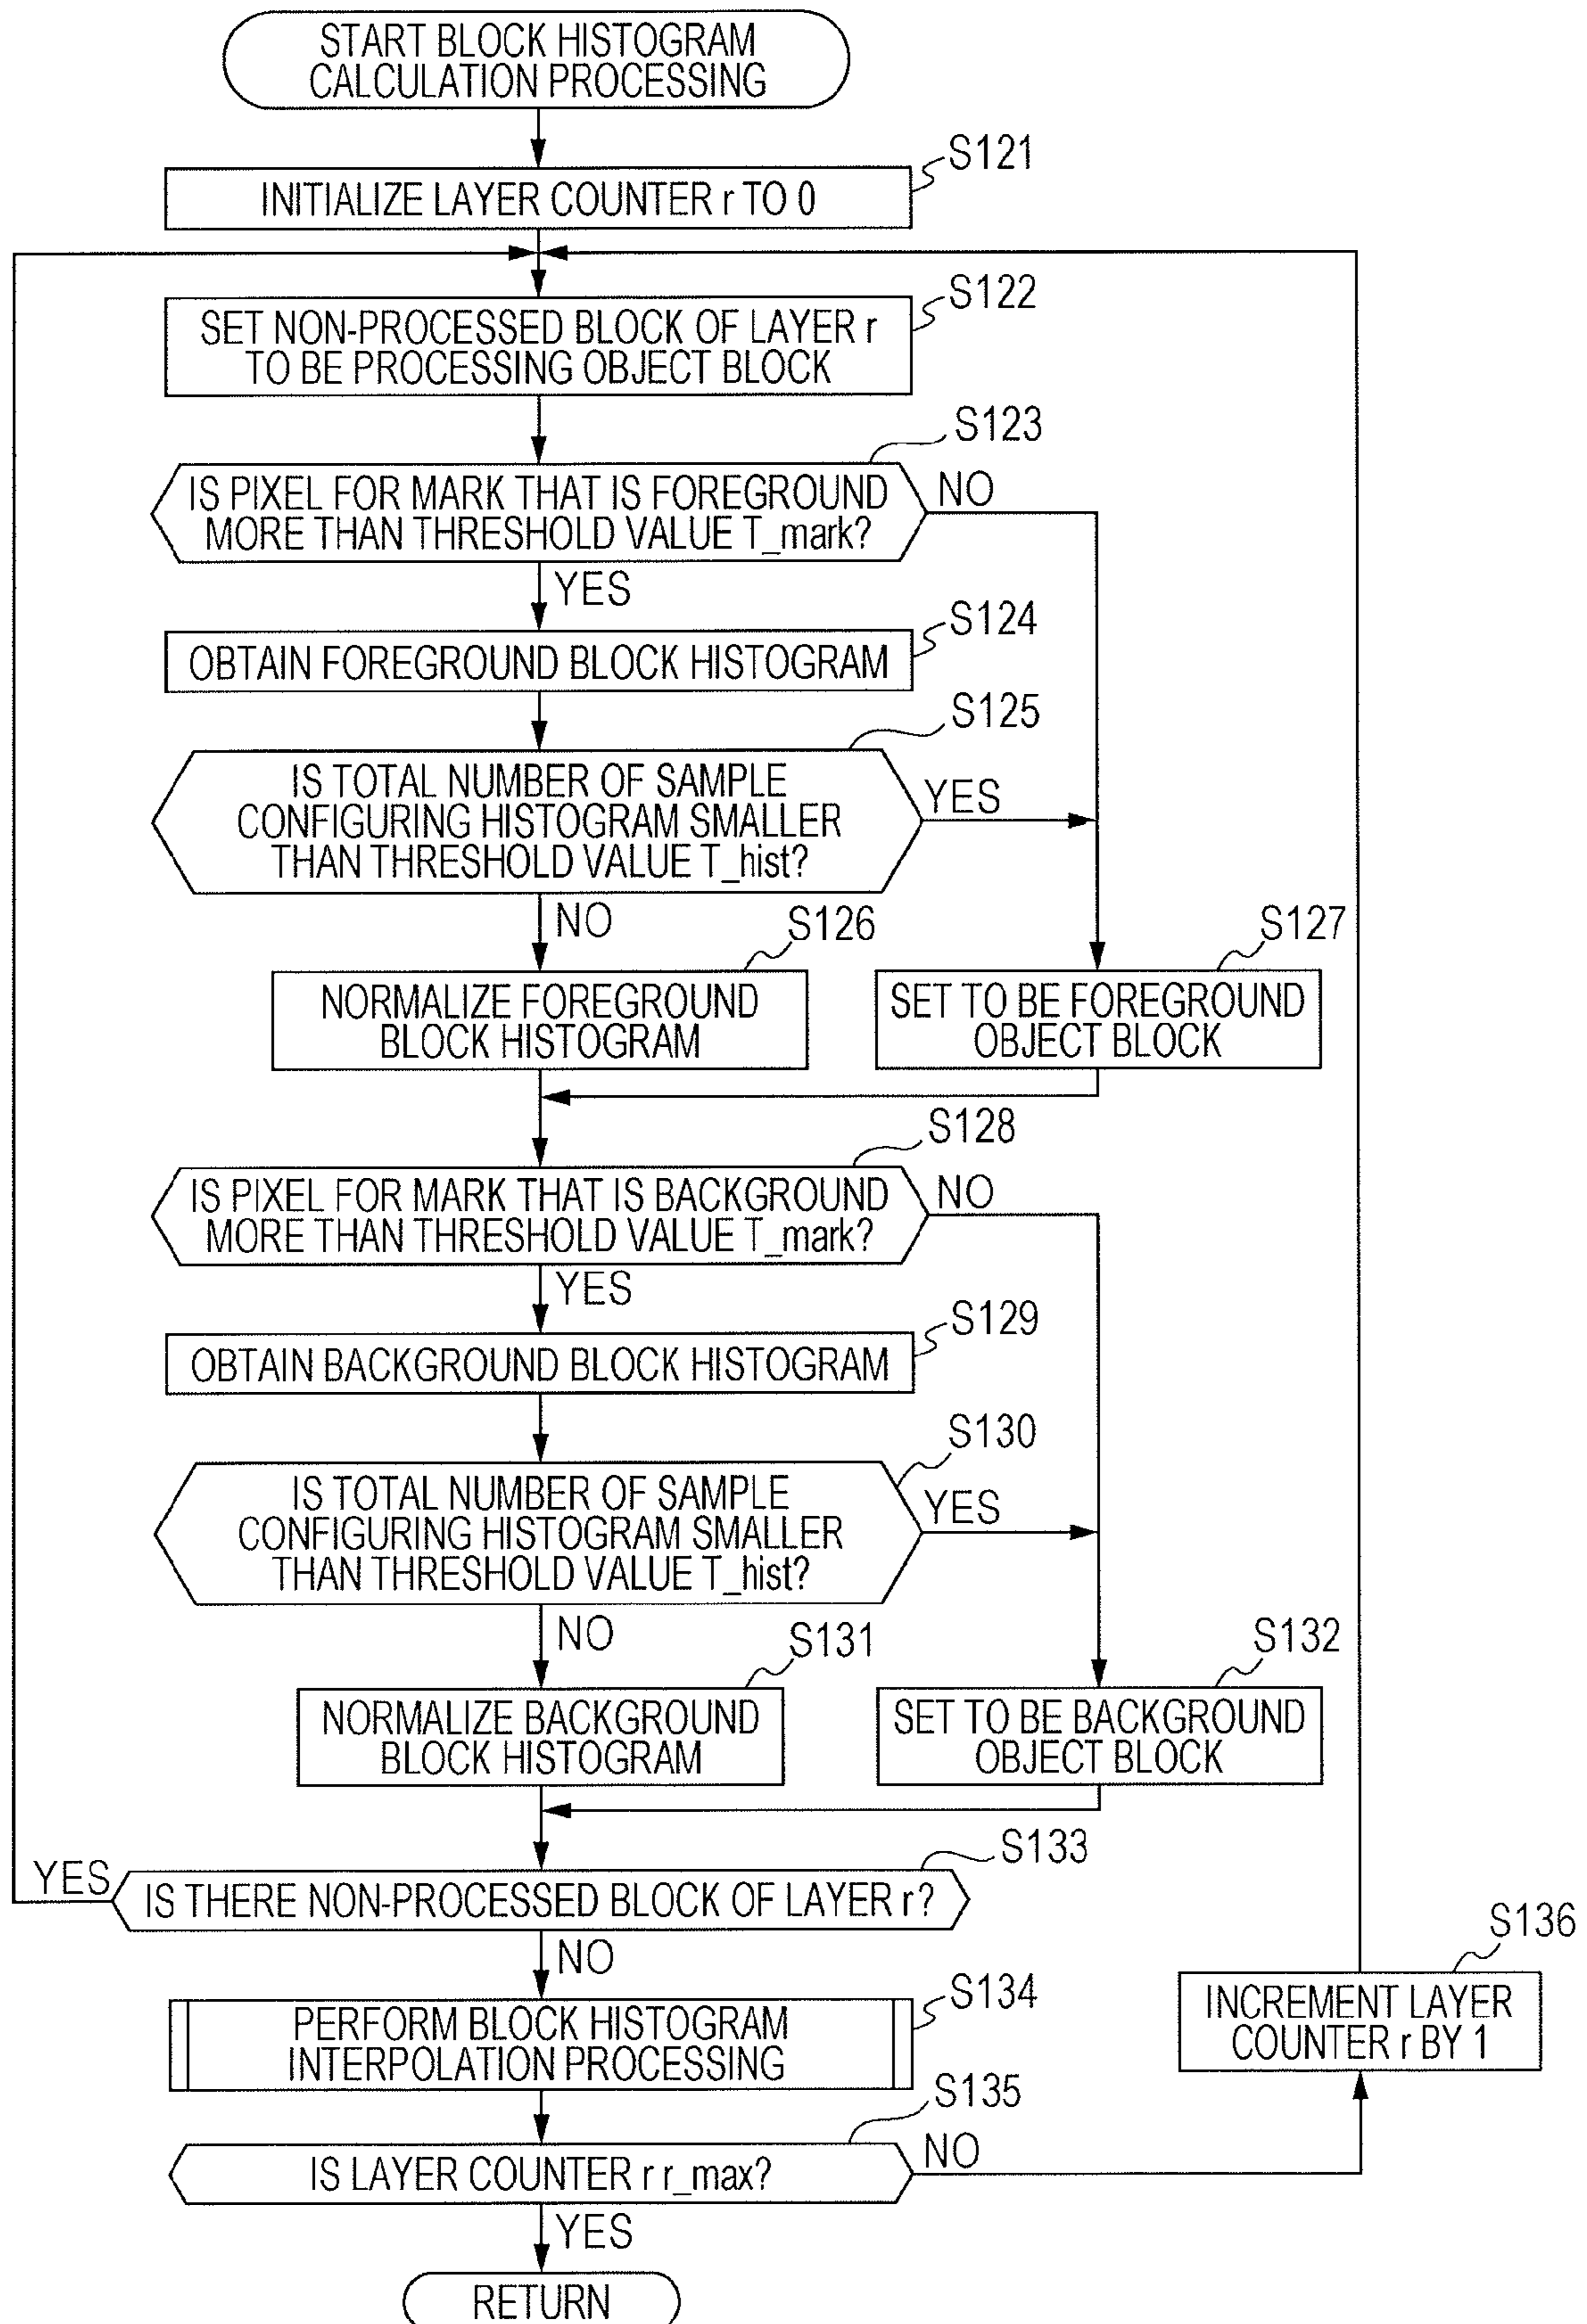 START BLOCK HISTOGRAM
CALCULATION PROCESSING
S121
INITIALIZE LAYER COUNTER r TO 0
S122
SET NON-PROCESSED BLOCK OF LAYER r
TO BE PROCESSING OBJECT BLOCK
S123
IS PIXEL FOR MARK THAT IS FOREGROUND
MORE THAN THRESHOLD VALUE T_mark?
NO
YES
S124
OBTAIN FOREGROUND BLOCK HISTOGRAM
S125
IS TOTAL NUMBER OF SAMPLE
CONFIGURING HISTOGRAM SMALLER
THAN THRESHOLD VALUE T_hist?
YES
NO
S126
NORMALIZE FOREGROUND
BLOCK HISTOGRAM
S127
SET TO BE FOREGROUND
OBJECT BLOCK
S128
IS PIXEL FOR MARK THAT IS BACKGROUND
MORE THAN THRESHOLD VALUE T_mark?
NO
YES
S129
OBTAIN BACKGROUND BLOCK HISTOGRAM
S130
IS TOTAL NUMBER OF SAMPLE
CONFIGURING HISTOGRAM SMALLER
THAN THRESHOLD VALUE T_hist?
YES
NO
S131
NORMALIZE BACKGROUND
BLOCK HISTOGRAM
S132
SET TO BE BACKGROUND
OBJECT BLOCK
S133
YES
IS THERE NON-PROCESSED BLOCK OF LAYER r?
NO
S134
PERFORM BLOCK HISTOGRAM
INTERPOLATION PROCESSING
S136
INCREMENT LAYER
COUNTER r BY 1
S135
IS LAYER COUNTER r r_max?
NO
YES
RETURN